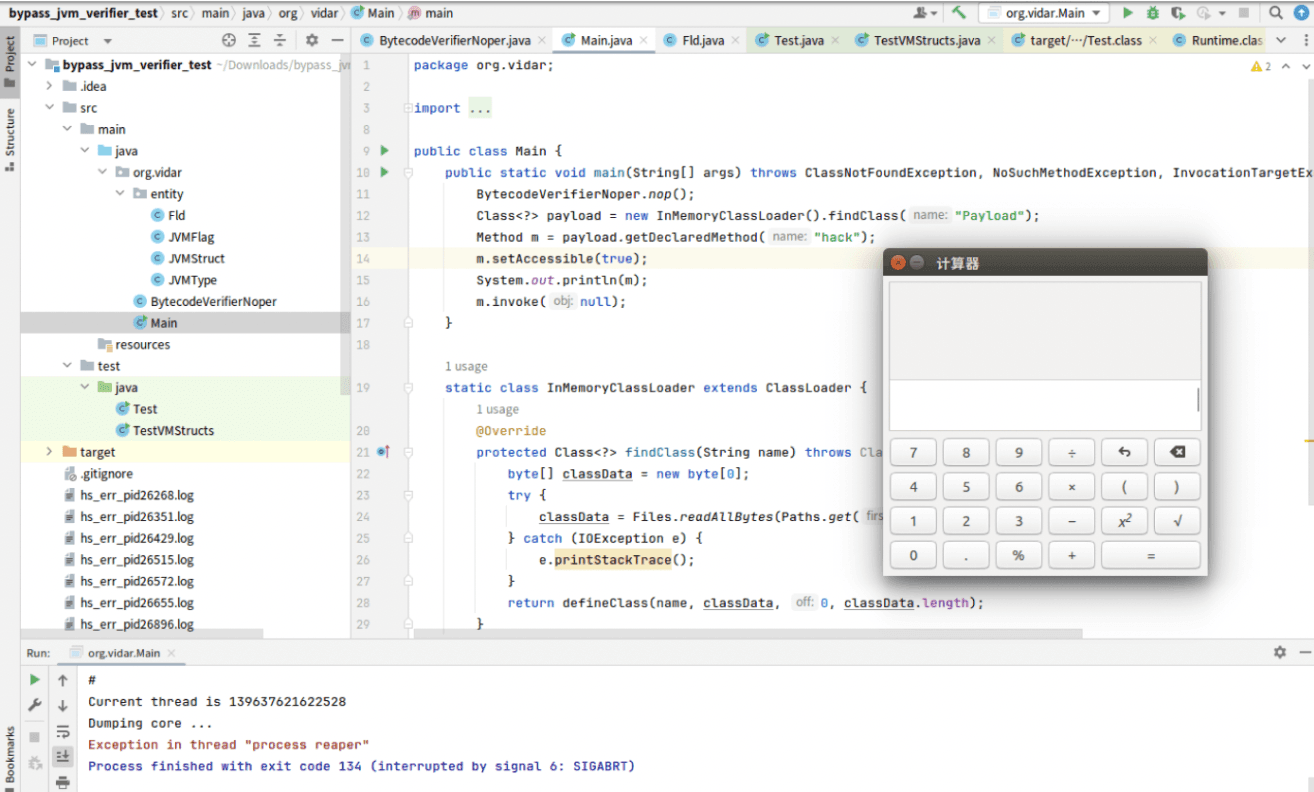 bypass_jvm_verifier_test
src
main
java
org
vidar
Main
main
org.vidar.Main
Project
Structure
Bookmarks
Project
BytecodeVerifierNoper.java
Main.java
Fld.java
Test.java
TestVMStructs.java
target/···/Test.class
Runtime.clas
bypass_jvm_verifier_test ~/Downloads/bypass_jv
.idea
src
main
java
org.vidar
entity
Fld
JVMFlag
JVMStruct
JVMType
BytecodeVerifierNoper
Main
resources
test
java
Test
TestVMStructs
target
.gitignore
hs_err_pid26268.log
hs_err_pid26351.log
hs_err_pid26429.log
hs_err_pid26515.log
hs_err_pid26572.log
hs_err_pid26655.log
hs_err_pid26896.log
2
1 package org.vidar;
2
3 import ...
8
9 public class Main {
10 public static void main(String[] args) throws ClassNotFoundException, NoSuchMethodException, InvocationTargetEx
11 BytecodeVerifierNoper.nop();
12 Class<?> payload = new InMemoryClassLoader().findClass( name: "Payload");
13 Method m = payload.getDeclaredMethod( name: "hack");
14 m.setAccessible(true);
15 System.out.println(m);
16 m.invoke( obj: null);
17 }
18
1 usage
19 static class InMemoryClassLoader extends ClassLoader {
1 usage
20 @Override
21 protected Class<?> findClass(String name) throws Cla
22 byte[] classData = new byte[0];
23 try {
24 classData = Files.readAllBytes(Paths.get( firs
25 } catch (IOException e) {
26 e.printStackTrace();
27 }
28 return defineClass(name, classData, off: 0, classData.length);
29 }
计算器
7 8 9 ÷
4 5 6 × ( )
1 2 3 − x² √
0 . % + =
Run: org.vidar.Main
#
Current thread is 139637621622528
Dumping core ...
Exception in thread "process reaper"
Process finished with exit code 134 (interrupted by signal 6: SIGABRT)